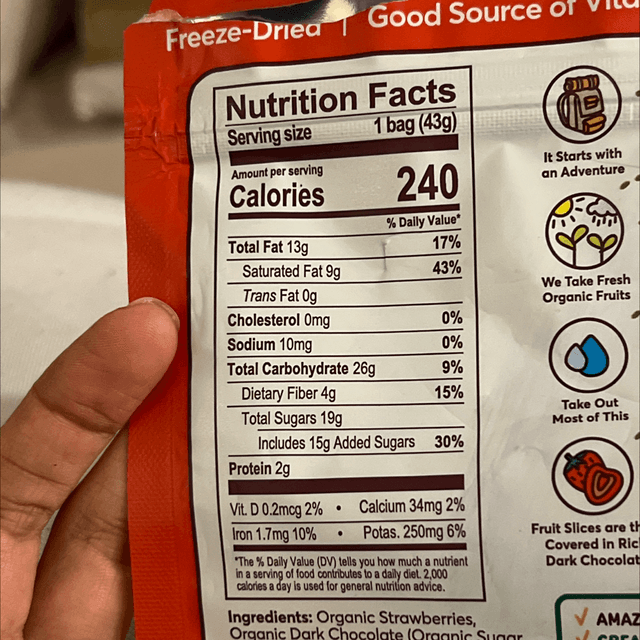 Freeze-Dried | Good Source of
Nutrition Facts
Serving size 1 bag (43g)
Amount per serving
Calories 240
% Daily Value*
Total Fat 13g 17%
Saturated Fat 9g 43%
Trans Fat 0g
Cholesterol 0mg 0%
Sodium 10mg 0%
Total Carbohydrate 26g 9%
Dietary Fiber 4g 15%
Total Sugars 19g
Includes 15g Added Sugars 30%
Protein 2g
Vit. D 0.2mcg 2% • Calcium 34mg 2%
Iron 1.7mg 10% • Potas. 250mg 6%
*The % Daily Value (DV) tells you how much a nutrient
in a serving of food contributes to a daily diet. 2,000
calories a day is used for general nutrition advice.
Ingredients: Organic Strawberries,
Organic Dark Chocolate (Organic Sugar
It Starts with
an Adventure
We Take Fresh
Organic Fruits
Take Out
Most of This
Fruit Slices are
Covered in
Dark